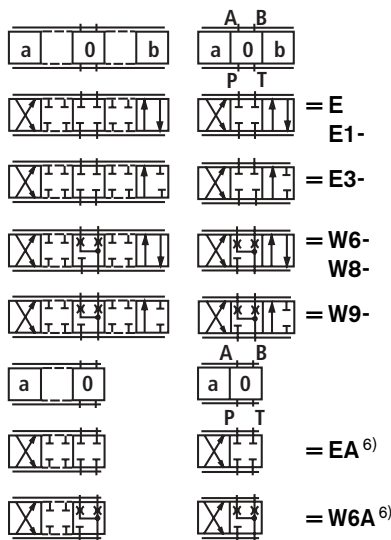 A B
a 0 b a 0 b
P T
= E
E1-
= E3-
= W6-
W8-
= W9-
A B
a 0 a 0
P T
= EA 6)
= W6A 6)